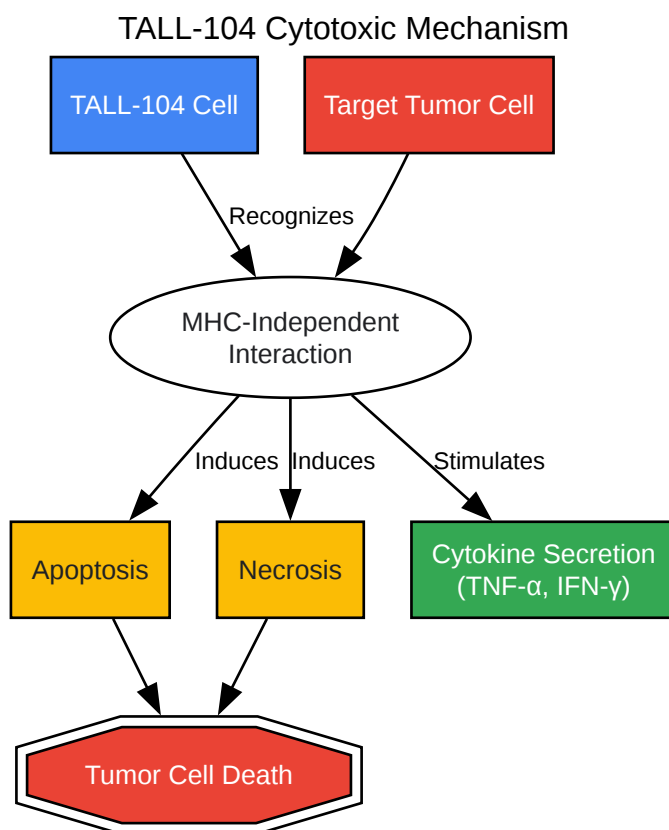 TALL-104 Cytotoxic Mechanism
TALL-104 Cell
Target Tumor Cell
Recognizes
MHC-Independent
Interaction
Induces
Induces
Stimulates
Apoptosis
Necrosis
Cytokine Secretion
(TNF-α, IFN-γ)
Tumor Cell Death